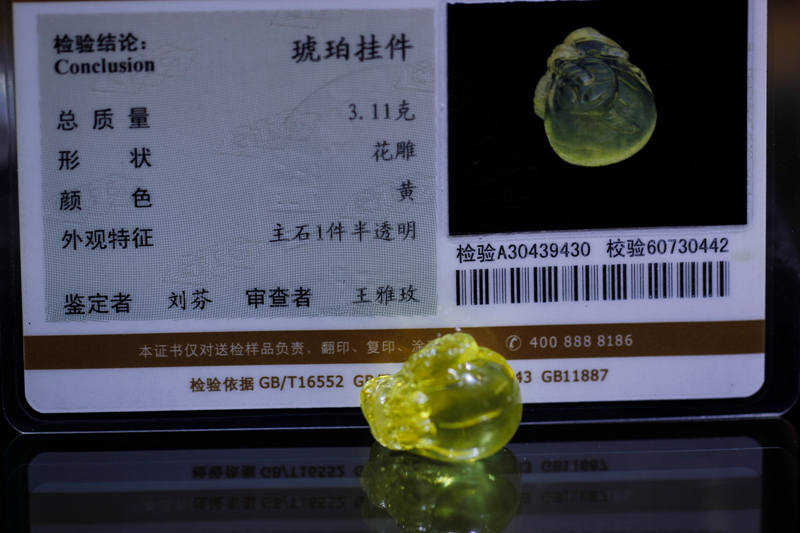 检验结论：
Conclusion
琥珀挂件
总质量 3.11克
形状 花雕
颜色 黄
外观特征 主石1件半透明
鉴定者 刘芬 审查者 王雅玫
检验A30439430 校验60730442
本证书仅对送检样品负责，翻印、复印、涂 400 888 8186
检验依据 GB/T16552 43 GB11887